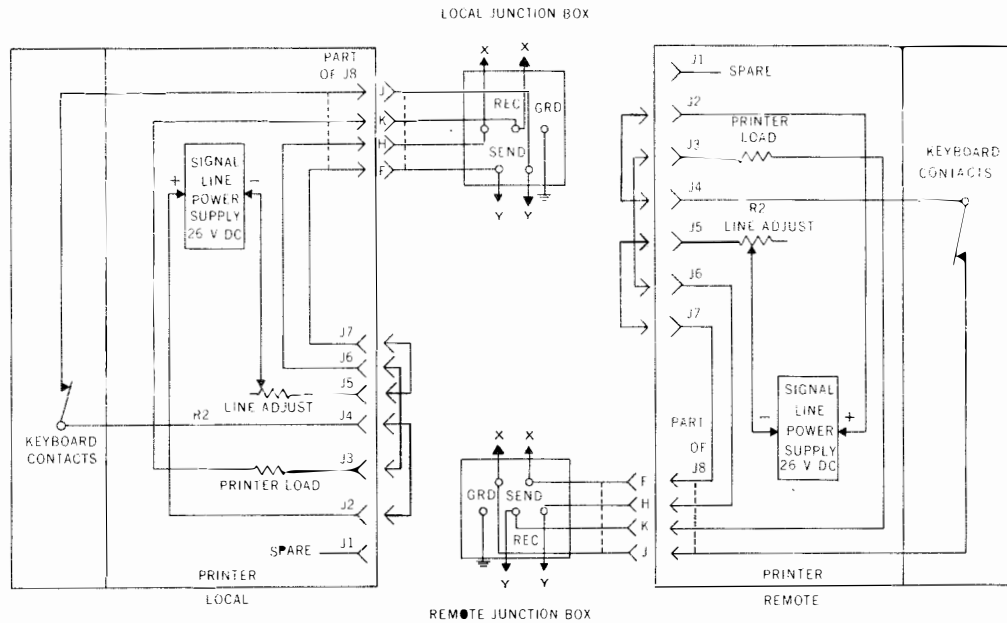 LOCAL JUNCTION BOX
PART
OF J8
J
K
H
F
X
X
REC
GRD
SEND
Y
Y
+
SIGNAL
LINE
POWER
SUPPLY
26 V DC
-
J7
J6
J5
LINE ADJUST
R2
J4
KEYBOARD
CONTACTS
J3
PRINTER LOAD
J2
SPARE
J1
PRINTER
LOCAL
J1
SPARE
J2
PRINTER
LOAD
J3
KEYBOARD
CONTACTS
J4
R2
LINE ADJUST
J5
J6
J7
SIGNAL
LINE
POWER
SUPPLY
26 V DC
-
+
PART
OF
J8
X
X
GRD
SEND
REC
Y
Y
F
H
K
J
PRINTER
REMOTE
REMOTE JUNCTION BOX